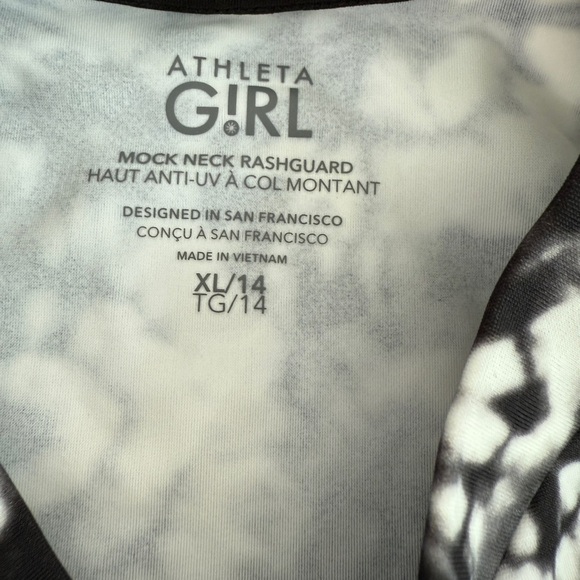 ATHLETA
G!RL
MOCK NECK RASHGUARD
HAUT ANTI-UV À COL MONTANT
DESIGNED IN SAN FRANCISCO
CONÇU À SAN FRANCISCO
MADE IN VIETNAM
XL/14
TG/14